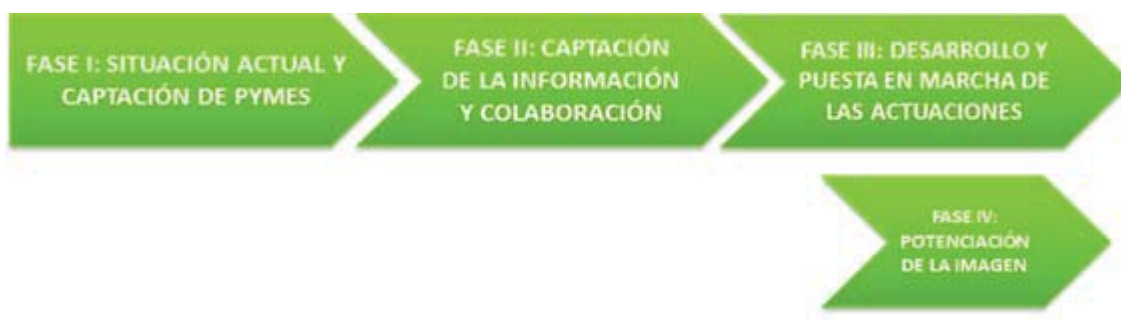 FASE I: SITUACIÓN ACTUAL Y
CAPTACIÓN DE PYMES
FASE II: CAPTACIÓN
DE LA INFORMACIÓN
Y COLABORACIÓN
FASE III: DESARROLLO Y
PUESTA EN MARCHA DE
LAS ACTUACIONES
FASE IV:
POTENCIACIÓN
DE LA IMAGEN